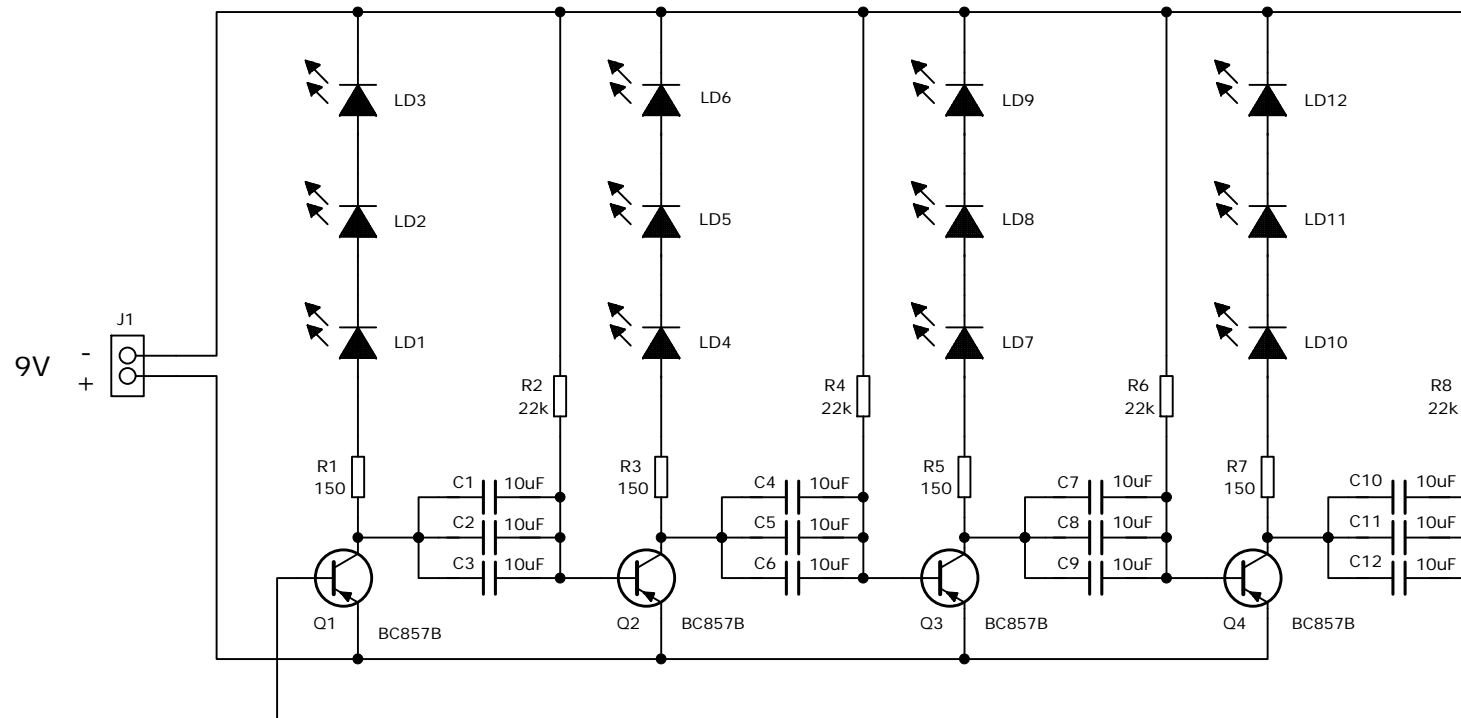 LD3
LD6
LD9
LD12
LD2
LD5
LD8
LD11
J1
LD1
LD4
LD7
LD10
9V
-
+
R2
22k
R4
22k
R6
22k
R8
22k
R1
150
R3
150
R5
150
R7
150
C1 10uF
C4 10uF
C7 10uF
C10 10uF
C2 10uF
C5 10uF
C8 10uF
C11 10uF
C3 10uF
C6 10uF
C9 10uF
C12 10uF
Q1 BC857B
Q2 BC857B
Q3 BC857B
Q4 BC857B